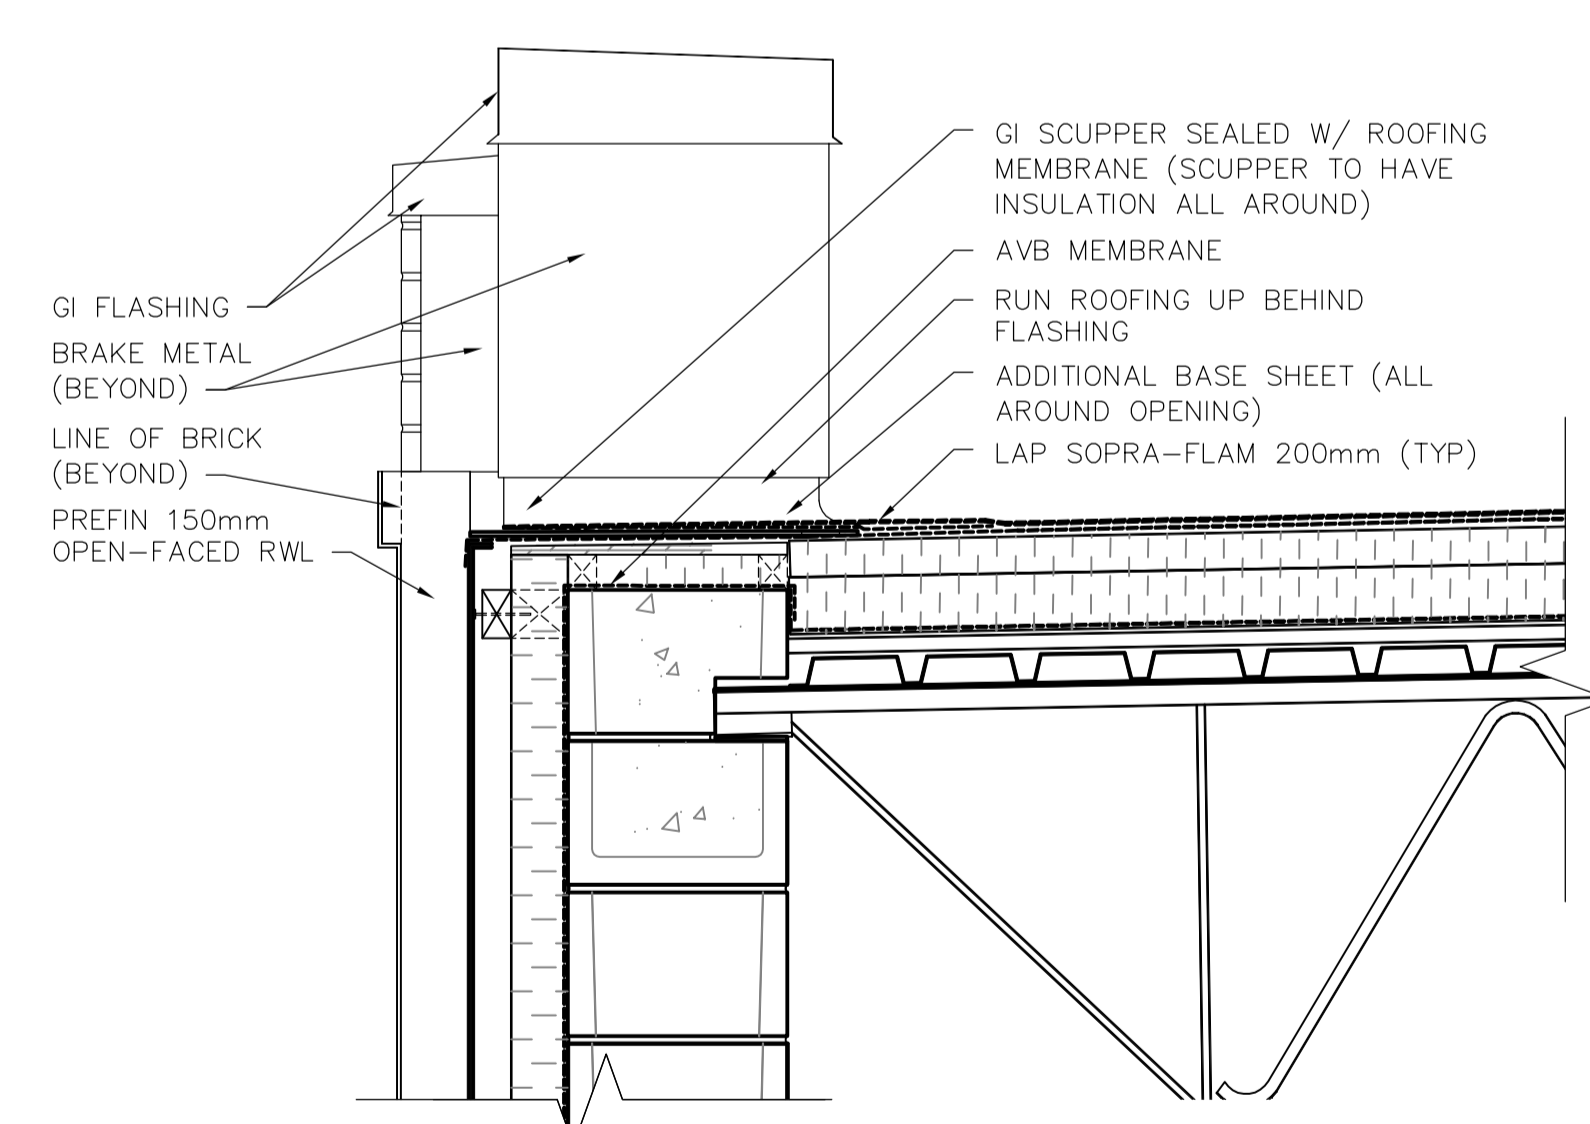 GI FLASHING
BRAKE METAL
(BEYOND)
LINE OF BRICK
(BEYOND)
PREFIN 150mm
OPEN-FACED RWL
GI SCUPPER SEALED W/ ROOFING
MEMBRANE (SCUPPER TO HAVE
INSULATION ALL AROUND)
AVB MEMBRANE
RUN ROOFING UP BEHIND
FLASHING
ADDITIONAL BASE SHEET (ALL
AROUND OPENING)
LAP SOPRA-FLAM 200mm (TYP)